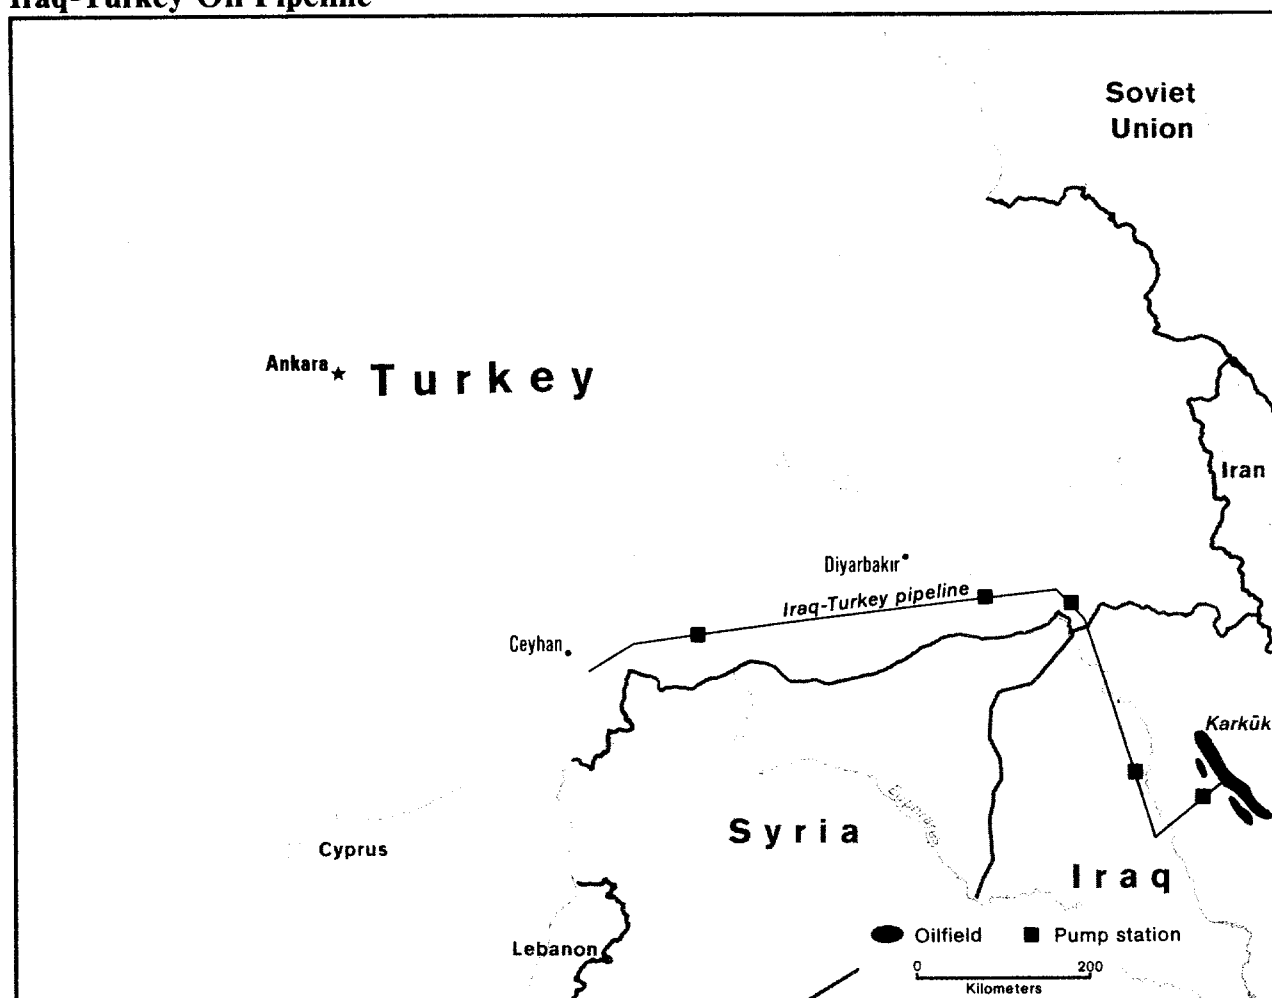 Iraq-Turkey Oil Pipeline
Soviet
Union
Ankara
Turkey
Iran
Diyarbakır
Iraq-Turkey pipeline
Ceyhan
Karkūk
Euphrates
Syria
Cyprus
Iraq
Oilfield
Pump station
Lebanon
0 200
Kilometers